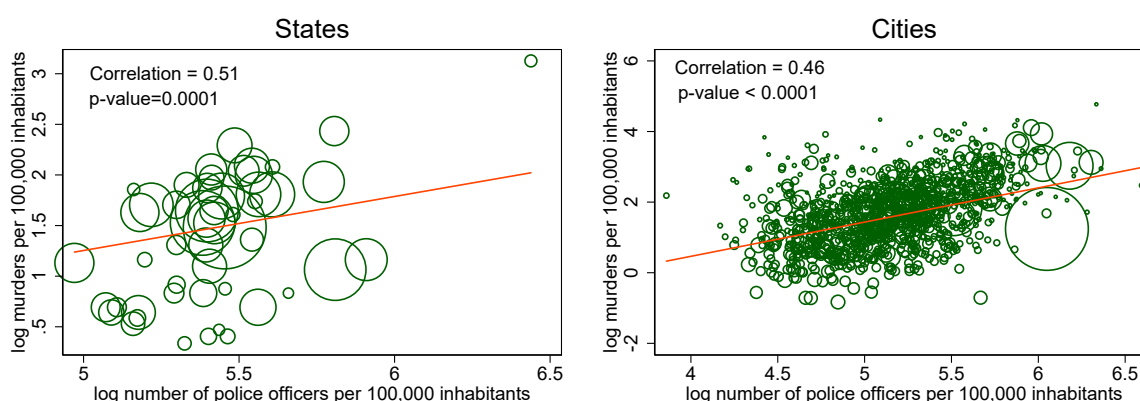 States
Correlation = 0.51
p-value=0.0001
log murders per 100,000 inhabitants
3
2.5
2
1.5
1
.5
5
5.5
6
6.5
log number of police officers per 100,000 inhabitants
Cities
Correlation = 0.46
p-value < 0.0001
log murders per 100,000 inhabitants
6
4
2
0
-2
4
4.5
5
5.5
6
6.5
log number of police officers per 100,000 inhabitants